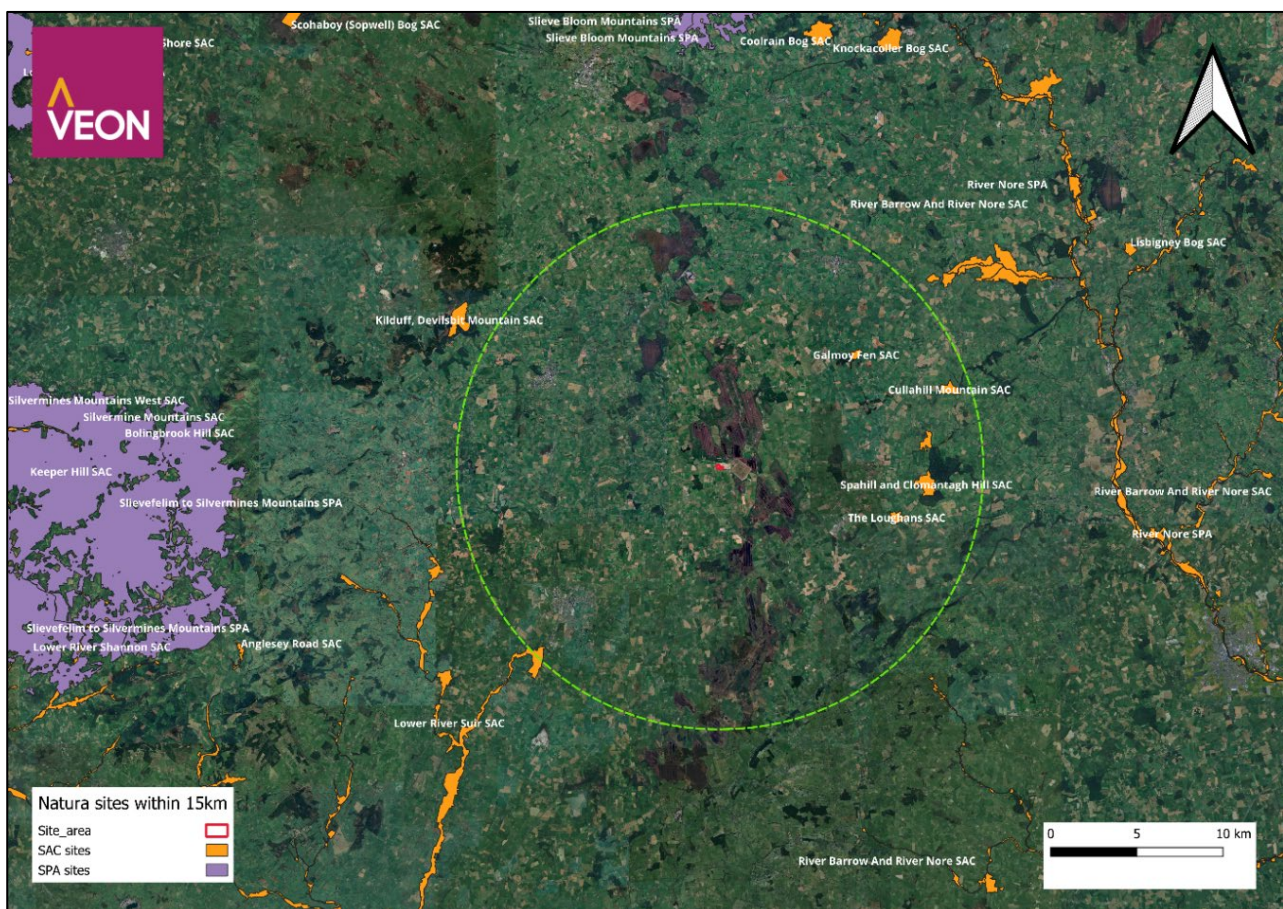 Scohaboy (Sopwell) Bog SAC
Slieve Bloom Mountains SPA
Slieve Bloom Mountains SPA
Coolrain Bog SAC
Knockacoller Bog SAC
Shore SAC
VEON
River Nore SPA
River Barrow And River Nore SAC
Lisbigney Bog SAC
Kilduff, Devilsbit Mountain SAC
Galmoy Fen SAC
Cullahill Mountain SAC
Silvermines Mountains West SAC
Silvermine Mountains SAC
Bolingbrook Hill SAC
Keeper Hill SAC
Slievefelim to Silvermines Mountains SPA
Spahill and Clomantagh Hill SAC
River Barrow And River Nore SAC
The Loughans SAC
River Nore SPA
Slievefelim to Silvermines Mountains SPA
Lower River Shannon SAC
Anglesey Road SAC
Lower River Suir SAC
Natura sites within 15km
Site_area
SAC sites
SPA sites
0 5 10 km
River Barrow And River Nore SAC